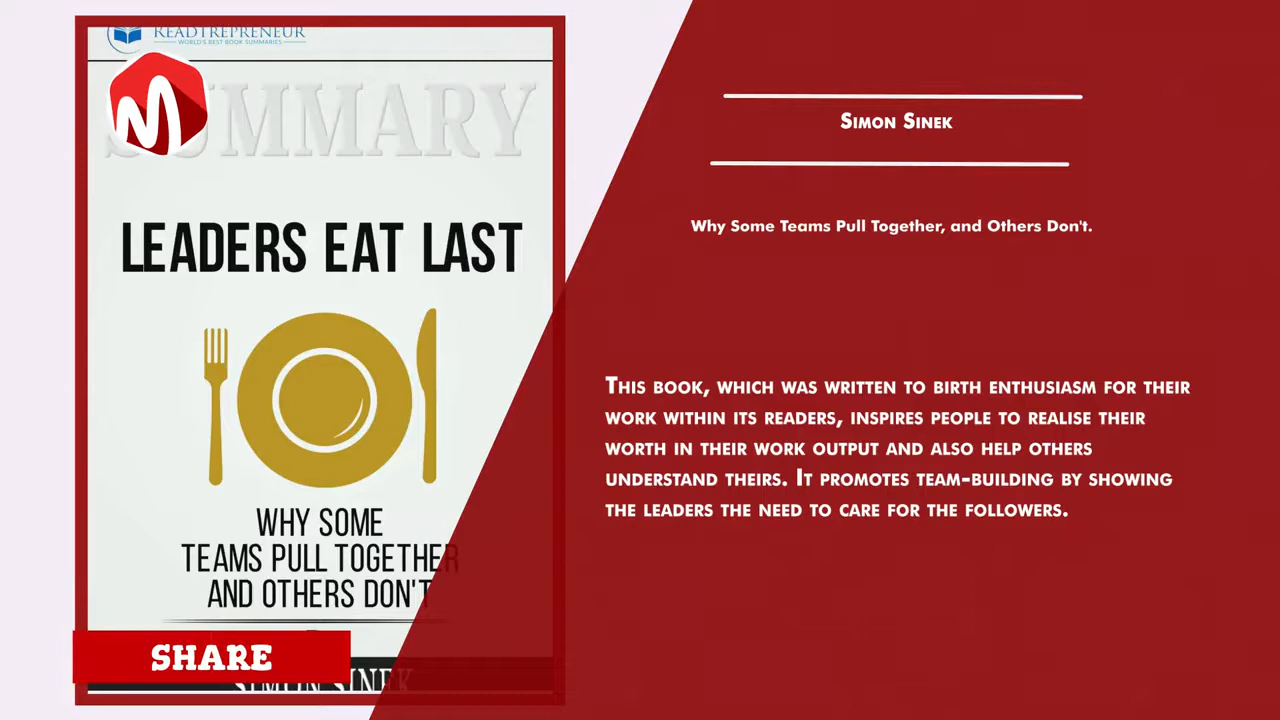 READTREPRENEUR
WORLD'S BEST BOOK SUMMARIES
SUMMARY
LEADERS EAT LAST
WHY SOME
TEAMS PULL TOGETHER
AND OTHERS DON'T
SIMON SINEK
SHARE
Simon Sinek
Why Some Teams Pull Together, and Others Don't.
This book, which was written to birth enthusiasm for their
work within its readers, inspires people to realise their
worth in their work output and also help others
understand theirs. It promotes team-building by showing
the leaders the need to care for the followers.